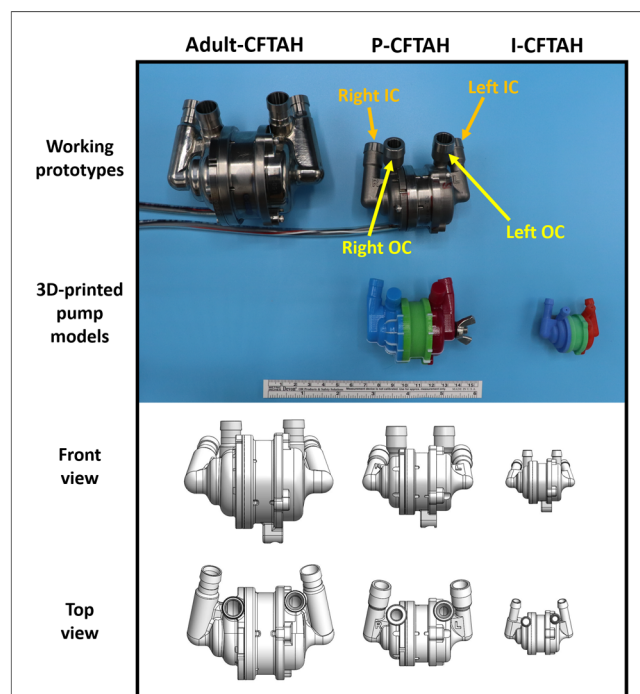 Adult-CFTAH P-CFTAH I-CFTAH
Right IC
Left IC
Working
prototypes
Right OC
Left OC
3D-printed
pump
models
Front
view
Top
view